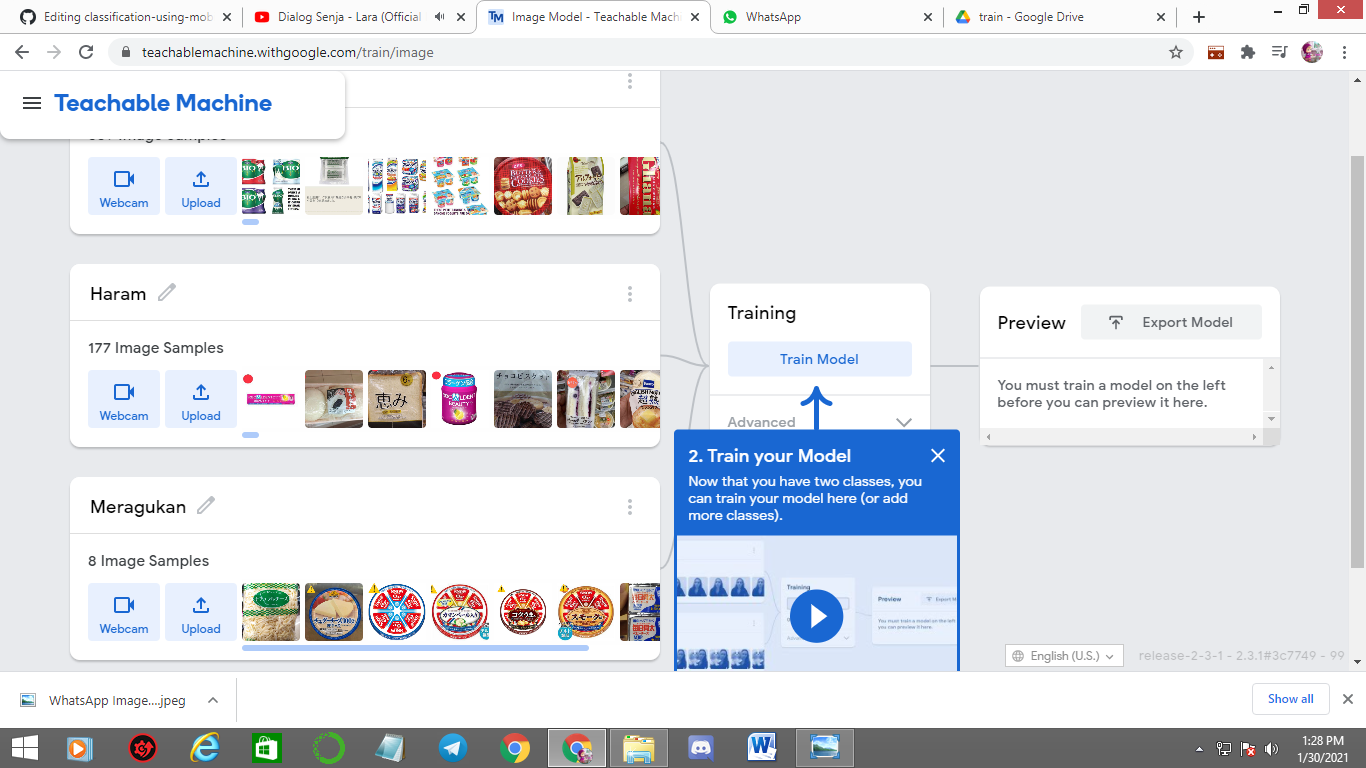 Editing classification-using-mob
Dialog Senja - Lara (Official
Image Model - Teachable Machi
WhatsApp
train - Google Drive
teachablemachine.withgoogle.com/train/image
Teachable Machine
Image Samples
Webcam
Upload
Haram
177 Image Samples
Webcam
Upload
Meragukan
8 Image Samples
Webcam
Upload
Training
Train Model
Advanced
2. Train your Model
Now that you have two classes, you
can train your model here (or add
more classes).
Training
Preview
You must train a model on the left
you can preview it here.
Preview
Export Model
You must train a model on the left
before you can preview it here.
English (U.S.)
release-2-3-1 - 2.3.1#3c7749 - 99
WhatsApp Image....jpeg
Show all
1:28 PM
1/30/2021